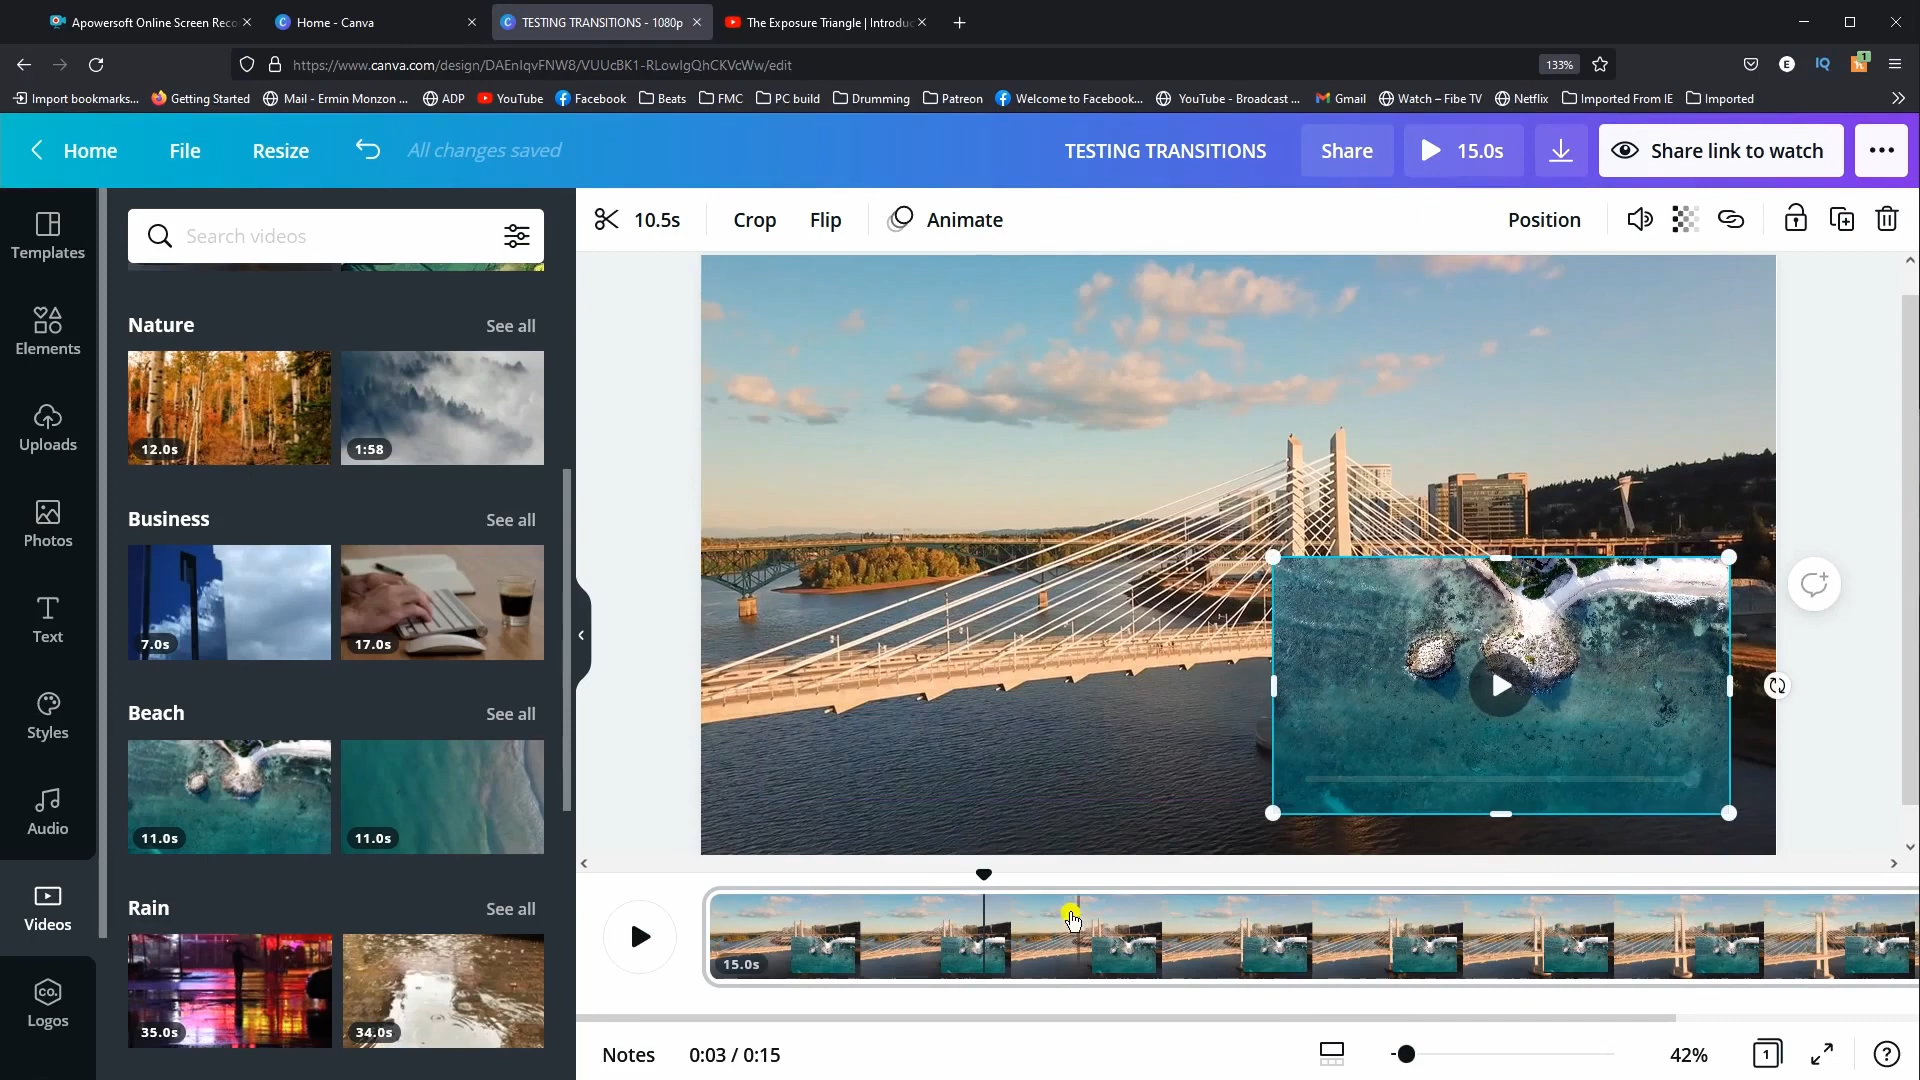 Apowersoft Online Screen Reco
Home - Canva
TESTING TRANSITIONS - 1080p
The Exposure Triangle | Introduc
https://www.canva.com/design/DAEnIqvFNW8/VUUcBK1-RLowIgQhCKVcWw/edit
133%
E
IQ
1
Import bookmarks...
Getting Started
Mail - Ermin Monzon ...
ADP
YouTube
Facebook
Beats
FMC
PC build
Drumming
Patreon
Welcome to Facebook...
YouTube - Broadcast ...
Gmail
Watch – Fibe TV
Netflix
Imported From IE
Imported
Home
File
Resize
All changes saved
TESTING TRANSITIONS
Share
15.0s
Share link to watch
Templates
Elements
Uploads
Photos
Text
Styles
Audio
Videos
CO.
Logos
Search videos
Nature
See all
12.0s
1:58
Business
See all
7.0s
17.0s
Beach
See all
11.0s
11.0s
Rain
See all
35.0s
34.0s
10.5s
Crop
Flip
Animate
Position
15.0s
Notes
0:03 / 0:15
42%
1
?